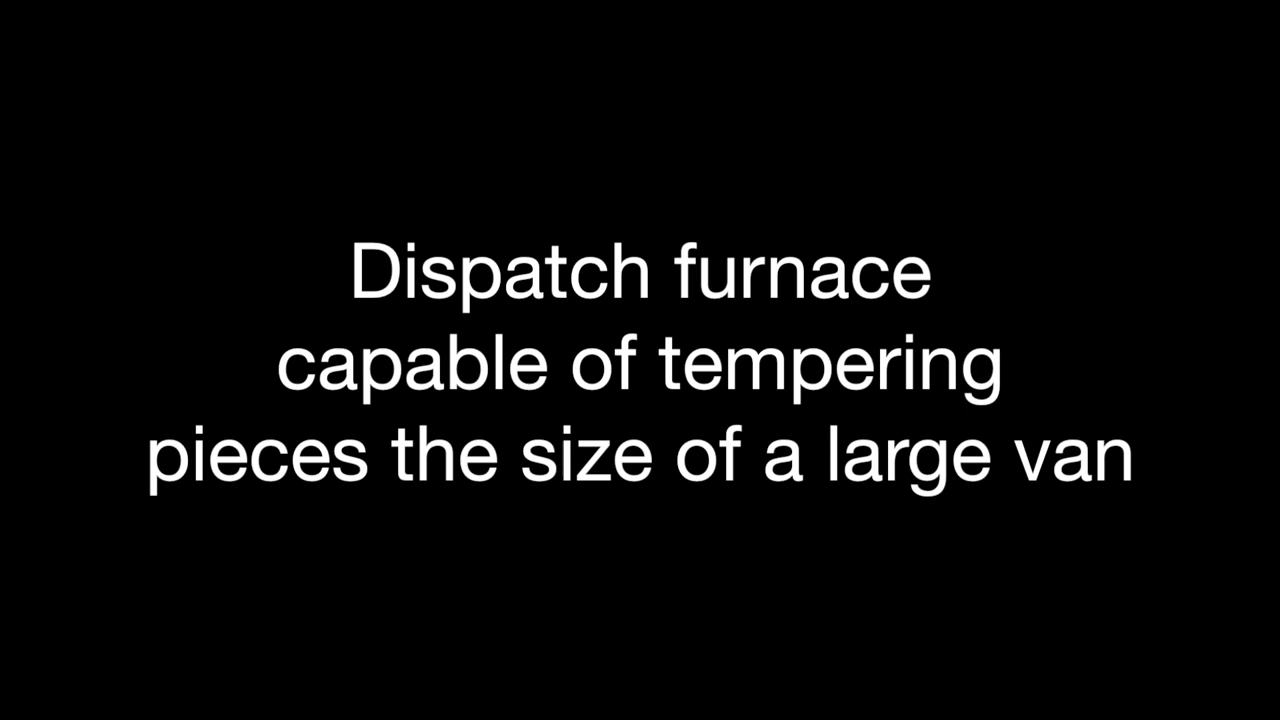 Dispatch furnace
capable of tempering
pieces the size of a large van